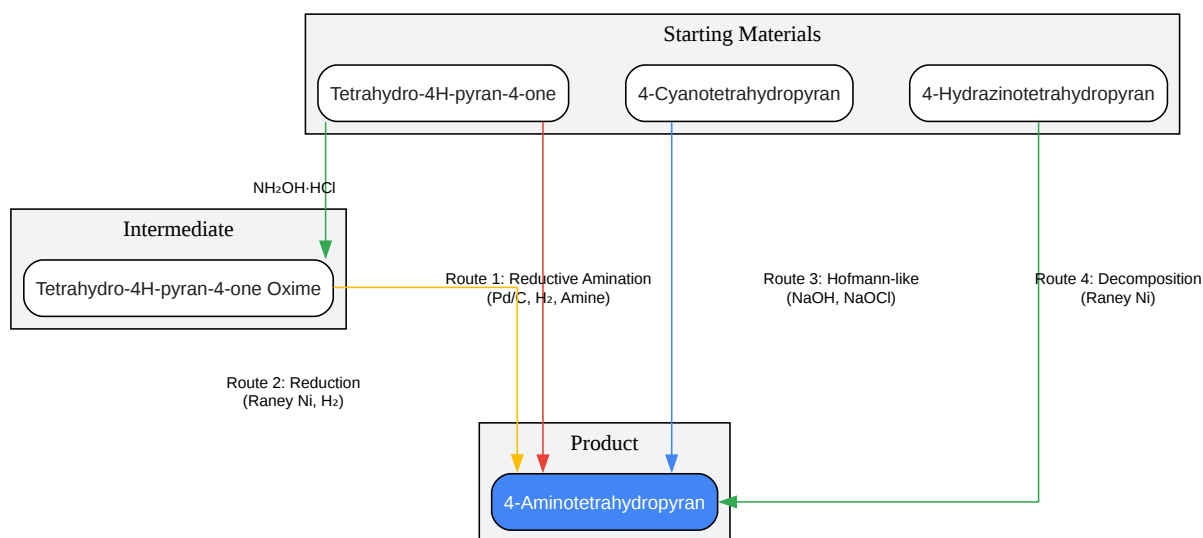 Starting Materials
Tetrahydro-4H-pyran-4-one
4-Cyanotetrahydropyran
4-Hydrazinotetrahydropyran
NH₂OH·HCl
Intermediate
Tetrahydro-4H-pyran-4-one Oxime
Route 1: Reductive Amination
(Pd/C, H₂, Amine)
Route 3: Hofmann-like
(NaOH, NaOCl)
Route 4: Decomposition
(Raney Ni)
Route 2: Reduction
(Raney Ni, H₂)
Product
4-Aminotetrahydropyran